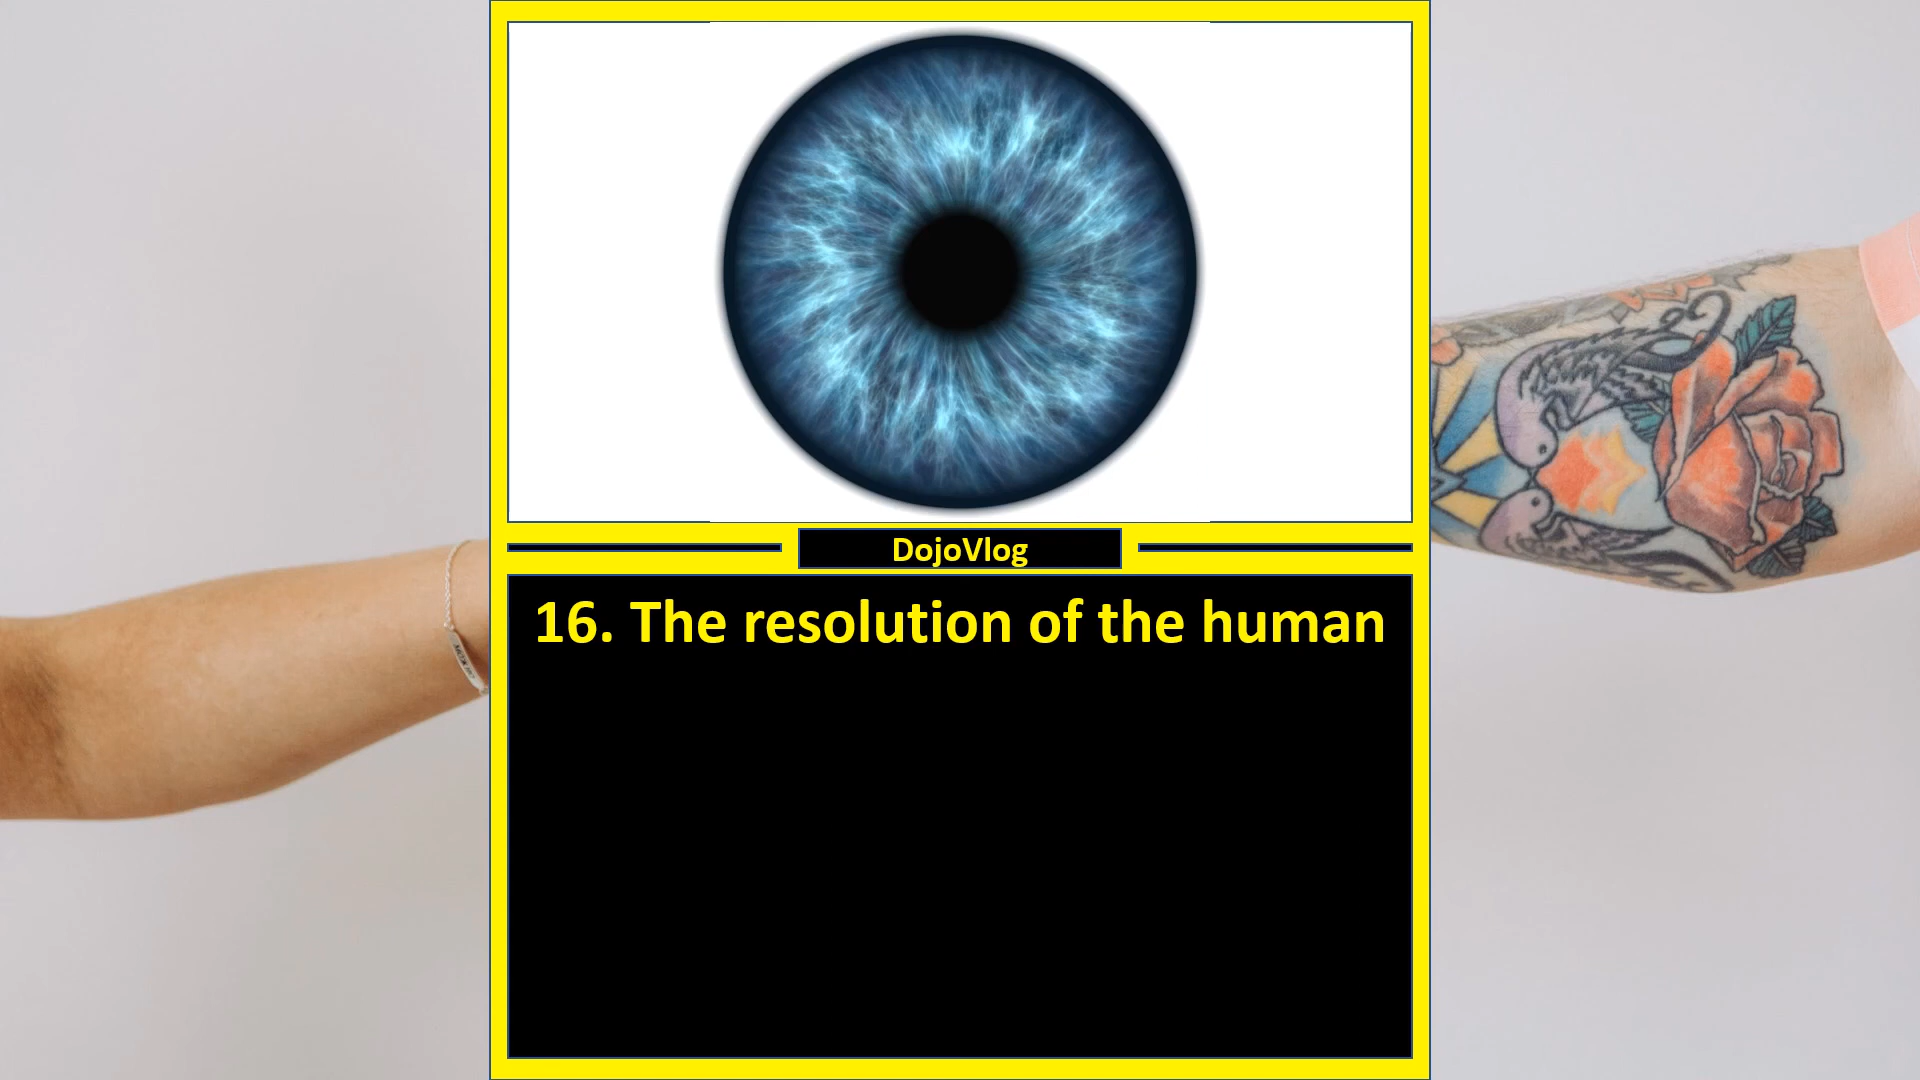 DojoVlog
16. The resolution of the human